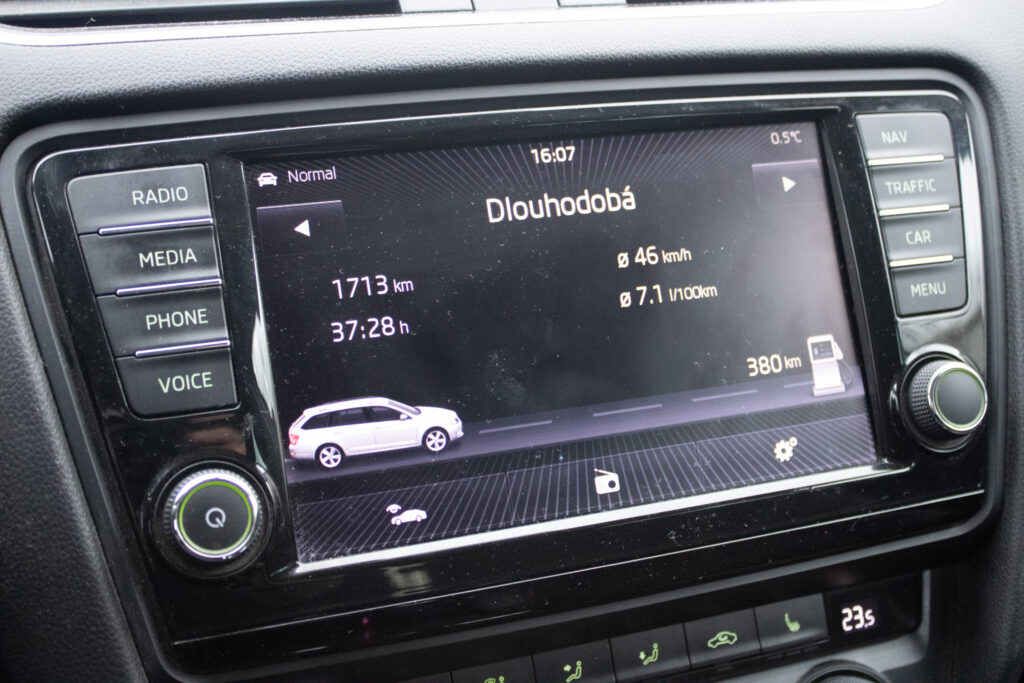 16:07
0.5°C
Normal
Dlouhodobá
1713 km
37:28 h
ø 46 km/h
ø 7.1 l/100km
380 km
RADIO
MEDIA
PHONE
VOICE
NAV
TRAFFIC
CAR
MENU
23.5